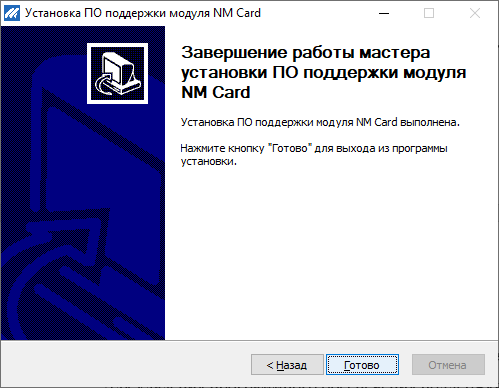 Установка ПО поддержки модуля NM Card
Завершение работы мастера
установки ПО поддержки модуля
NM Card
Установка ПО поддержки модуля NM Card выполнена.
Нажмите кнопку "Готово" для выхода из программы
установки.
< Назад
Готово
Отмена